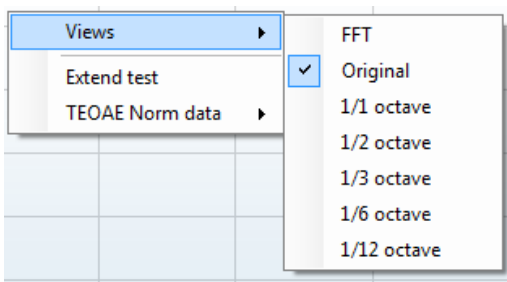 Views
Extend test
TEOAE Norm data
FFT
Original
1/1 octave
1/2 octave
1/3 octave
1/6 octave
1/12 octave